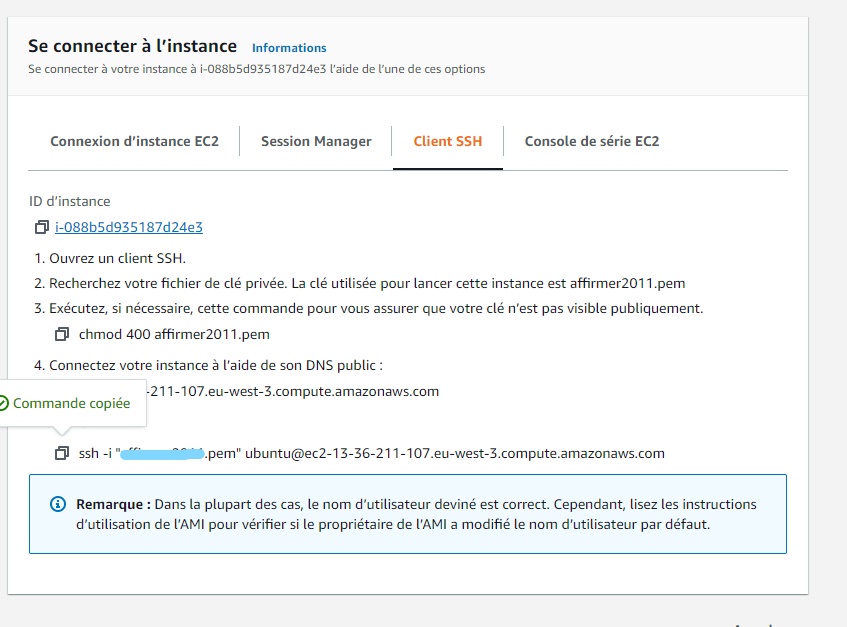 Se connecter à l’instance Informations
Se connecter à votre instance à i-088b5d935187d24e3 l’aide de l’une de ces options
Connexion d’instance EC2 Session Manager Client SSH Console de série EC2
ID d’instance
i-088b5d935187d24e3
1. Ouvrez un client SSH.
2. Recherchez votre fichier de clé privée. La clé utilisée pour lancer cette instance est affirmer2011.pem
3. Exécutez, si nécessaire, cette commande pour vous assurer que votre clé n’est pas visible publiquement.
chmod 400 affirmer2011.pem
4. Connectez votre instance à l’aide de son DNS public :
-211-107.eu-west-3.compute.amazonaws.com
Commande copiée
ssh -i " .pem" ubuntu@ec2-13-36-211-107.eu-west-3.compute.amazonaws.com
Remarque : Dans la plupart des cas, le nom d’utilisateur deviné est correct. Cependant, lisez les instructions
d’utilisation de l’AMI pour vérifier si le propriétaire de l’AMI a modifié le nom d’utilisateur par défaut.